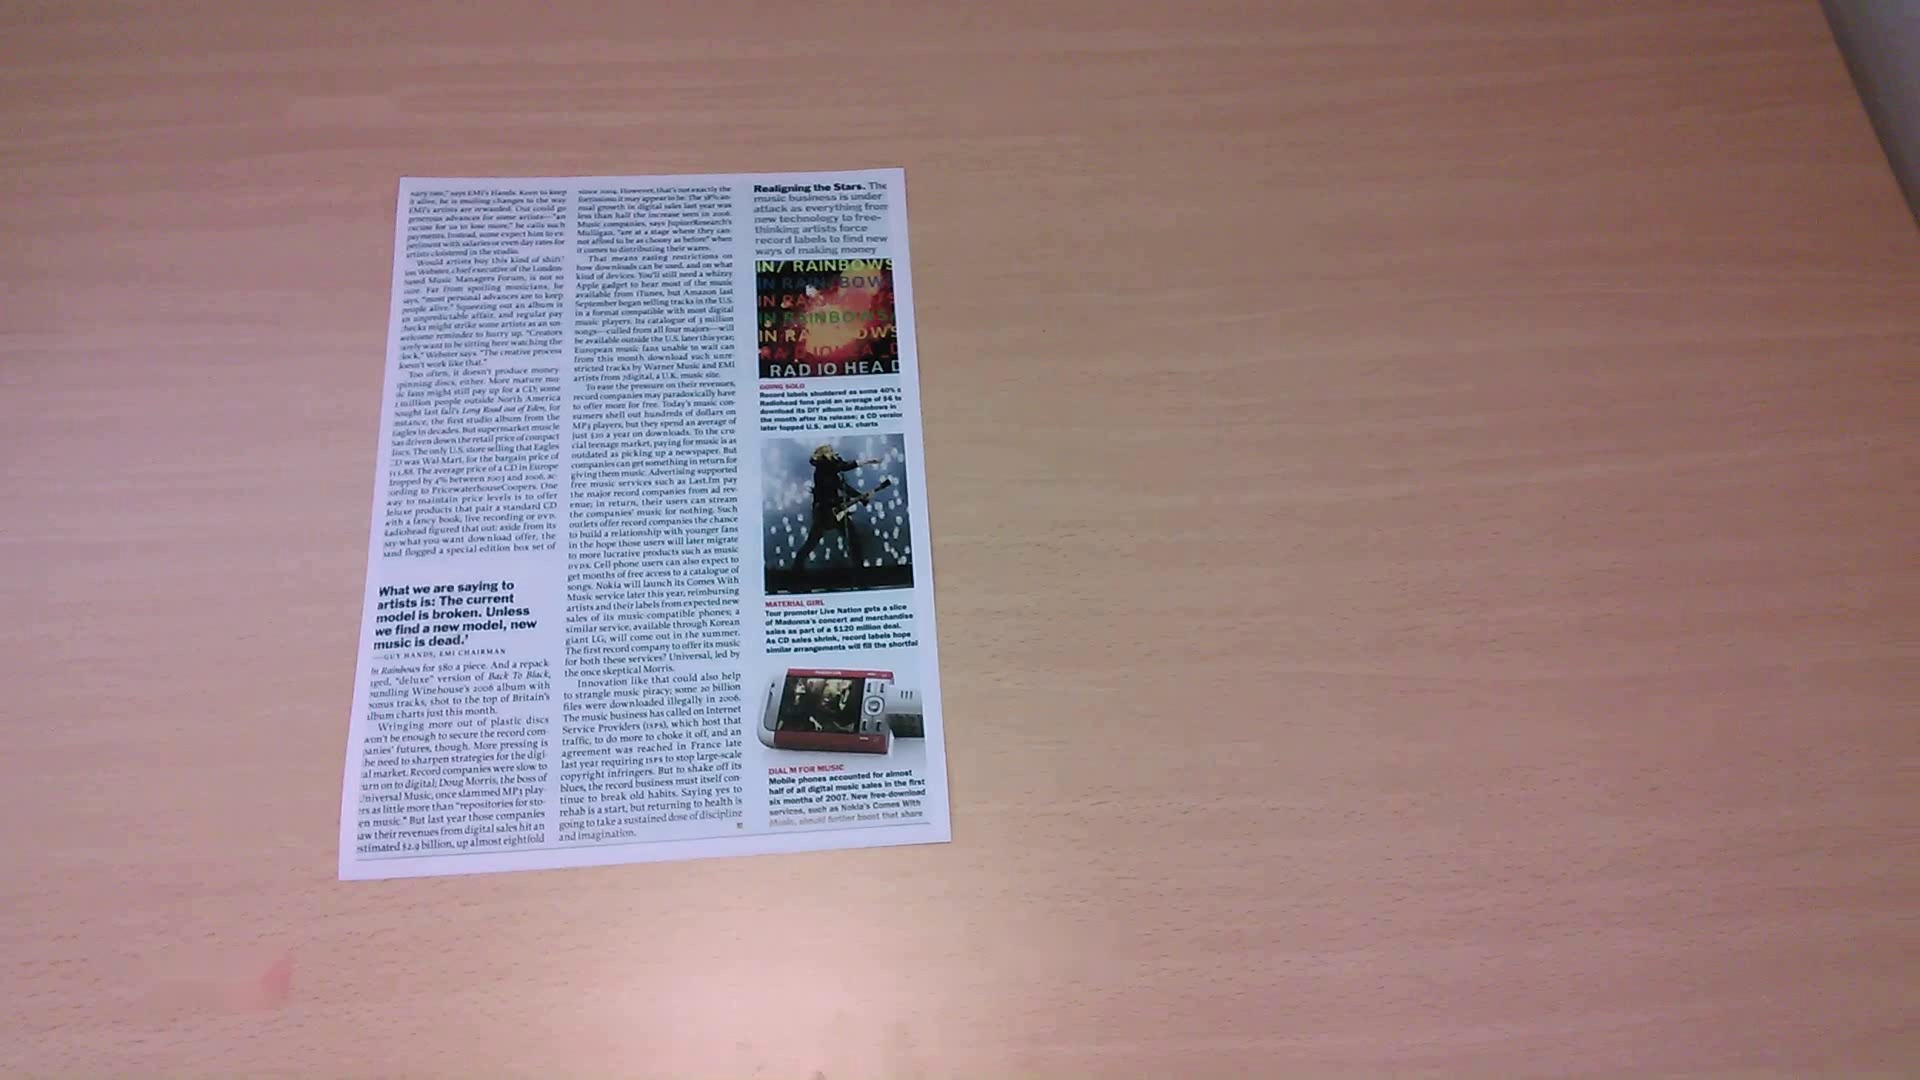 says EMI's Hands. Keen to keep
it alive, he is mulling changes to the way
EMI's artists are rewarded. Out could go
generous advances for some artists—"an
excuse for us to lose more," he calls such
payments. Instead, some expect him to ex-
periment with salaries or even day rates for
artists cloistered in the studio.
Would artists buy this kind of shift?
Jon Webster, chief executive of the London-
based Music Managers Forum, is not so
sure. Far from spoiling musicians, he
says, "most personal advances are to keep
people alive." Squeezing out an album is
an unpredictable affair, and regular pay
checks might strike some artists as an un-
welcome reminder to hurry up. "Creators
rarely want to be sitting here watching the
clock," Webster says. "The creative process
doesn't work like that."
Too often, it doesn't produce money-
spinning discs, either. More mature mu-
ic fans might still pay up for a CD; some
million people outside North America
bought last fall's Long Road out of Eden, for
instance, the first studio album from the
Eagles in decades. But supermarket muscle
has driven down the retail price of compact
discs. The only U.S. store selling that Eagles
CD was Wal-Mart, for the bargain price of
$11.88. The average price of a CD in Europe
dropped by 4% between 2003 and 2006, ac-
cording to PricewaterhouseCoopers. One
way to maintain price levels is to offer
deluxe products that pair a standard CD
with a fancy book, live recording or DVD.
Radiohead figured that out: aside from its
say-what you want download offer, the
band flogged a special edition box set of
What we are saying to
artists is: The current
model is broken. Unless
we find a new model, new
music is dead.'
—GUY HANDS, EMI CHAIRMAN
In Rainbows for $80 a piece. And a repack-
aged, "deluxe" version of Back To Black,
bundling Winehouse's 2006 album with
bonus tracks, shot to the top of Britain's
album charts just this month.
Wringing more out of plastic discs
won't be enough to secure the record com-
panies' futures, though. More pressing is
he need to sharpen strategies for the digi-
al market. Record companies were slow to
urn on to digital; Doug Morris, the boss of
Universal Music, once slammed MP3 play-
ers as little more than "repositories for sto-
en music." But last year those companies
aw their revenues from digital sales hit an
estimated $2.9 billion, up almost eightfold
since 2004. However, that's not exactly the
fortissimo it may appear to be: The 38% an-
nual growth in digital sales last year was
less than half the increase seen in 2006.
Music companies, says JupiterResearch's
Mulligan, "are at a stage where they can-
not afford to be as choosy as before" when
it comes to distributing their wares.
That means easing restrictions on
how downloads can be used, and on what
kind of devices. You'll still need a whizzy
Apple gadget to hear most of the music
available from iTunes, but Amazon last
September began selling tracks in the U.S.
in a format compatible with most digital
music players. Its catalogue of 3 million
songs—culled from all four majors—will
be available outside the U.S. later this year;
European music fans unable to wait can
from this month download such unre-
stricted tracks by Warner Music and EMI
artists from 7digital, a U.K. music site.
To ease the pressure on their revenues,
record companies may paradoxically have
to offer more for free. Today's music con-
sumers shell out hundreds of dollars on
MP3 players, but they spend an average of
just $20 a year on downloads. To the cru-
cial teenage market, paying for music is as
outdated as picking up a newspaper. But
companies can get something in return for
giving them music. Advertising-supported
free music services such as Last.fm pay
the major record companies from ad rev-
enue; in return, their users can stream
the companies' music for nothing. Such
outlets offer record companies the chance
to build a relationship with younger fans
in the hope those users will later migrate
to more lucrative products such as music
DVDs. Cell phone users can also expect to
get months of free access to a catalogue of
songs. Nokia will launch its Comes With
Music service later this year, reimbursing
artists and their labels from expected new
sales of its music-compatible phones; a
similar service, available through Korean
giant LG, will come out in the summer.
The first record company to offer its music
for both these services? Universal, led by
the once skeptical Morris.
Innovation like that could also help
to strangle music piracy; some 20 billion
files were downloaded illegally in 2006.
The music business has called on Internet
Service Providers (ISPs), which host that
traffic, to do more to choke it off, and an
agreement was reached in France late
last year requiring ISPs to stop large-scale
copyright infringers. But to shake off its
blues, the record business must itself con-
tinue to break old habits. Saying yes to
rehab is a start, but returning to health is
going to take a sustained dose of discipline
and imagination.
Realigning the Stars. The
music business is under
attack as everything from
new technology to free-
thinking artists force
record labels to find new
ways of making money
IN/ RAINBOWS
IN RAINBOW
IN RAINBOWS
IN RAINBOWS
IN RA OWS
RADIOHEA_D
RAD IO HEA D
GOING SOLO
Record labels shuddered as some 40% o
Radiohead fans paid an average of $6 to
download its DIY album In Rainbows in
the month after its release; a CD version
later topped U.S. and U.K. charts
MATERIAL GIRL
Tour promoter Live Nation gets a slice
of Madonna's concert and merchandise
sales as part of a $120 million deal.
As CD sales shrink, record labels hope
similar arrangements will fill the shortfal
DIAL M FOR MUSIC
Mobile phones accounted for almost
half of all digital music sales in the first
six months of 2007. New free-download
services, such as Nokia's Comes With
Music, should further boost that share